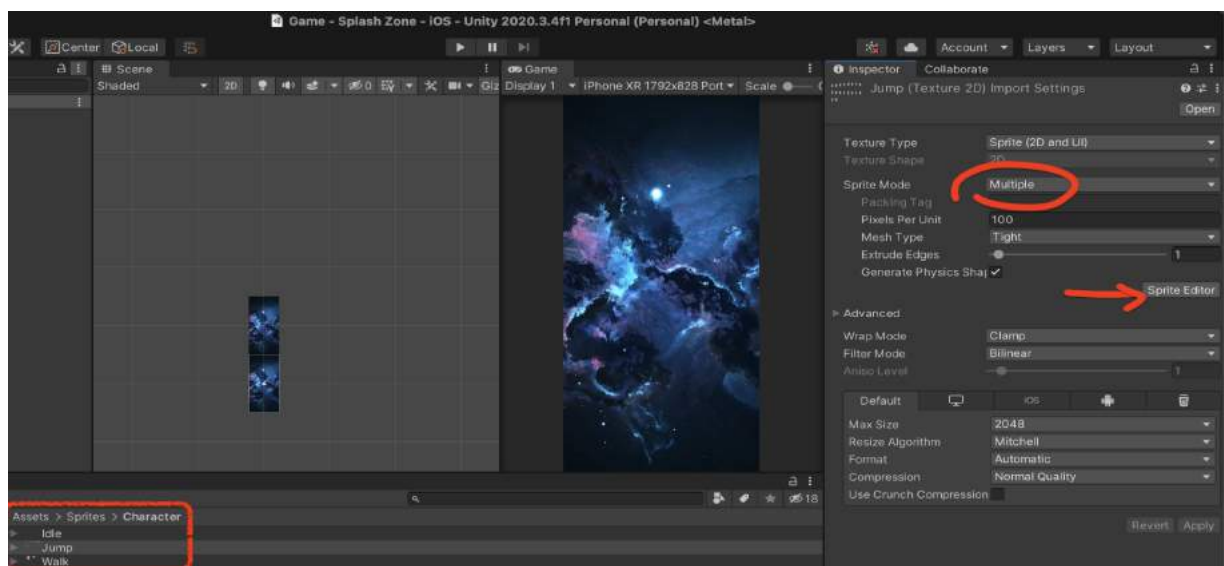 Game - Splash Zone - iOS - Unity 2020.3.4f1 Personal (Personal) <Metal>
Center Local Account Layers Layout
Scene Game Inspector Collaborate
Shaded 2D 0 Giz Display 1 iPhone XR 1792x828 Port Scale
Jump (Texture 2D) Import Settings
Open
Texture Type Sprite (2D and UI)
Texture Shape 2D
Sprite Mode Multiple
Packing Tag
Pixels Per Unit 100
Mesh Type Tight
Extrude Edges 1
Generate Physics Shap
Sprite Editor
Advanced
Wrap Mode Clamp
Filter Mode Bilinear
Aniso Level 1
Default iOS
Max Size 2048
Resize Algorithm Mitchell
Format Automatic
Compression Normal Quality
Use Crunch Compression
Revert Apply
18
Assets > Sprites > Character
Idle
Jump
Walk